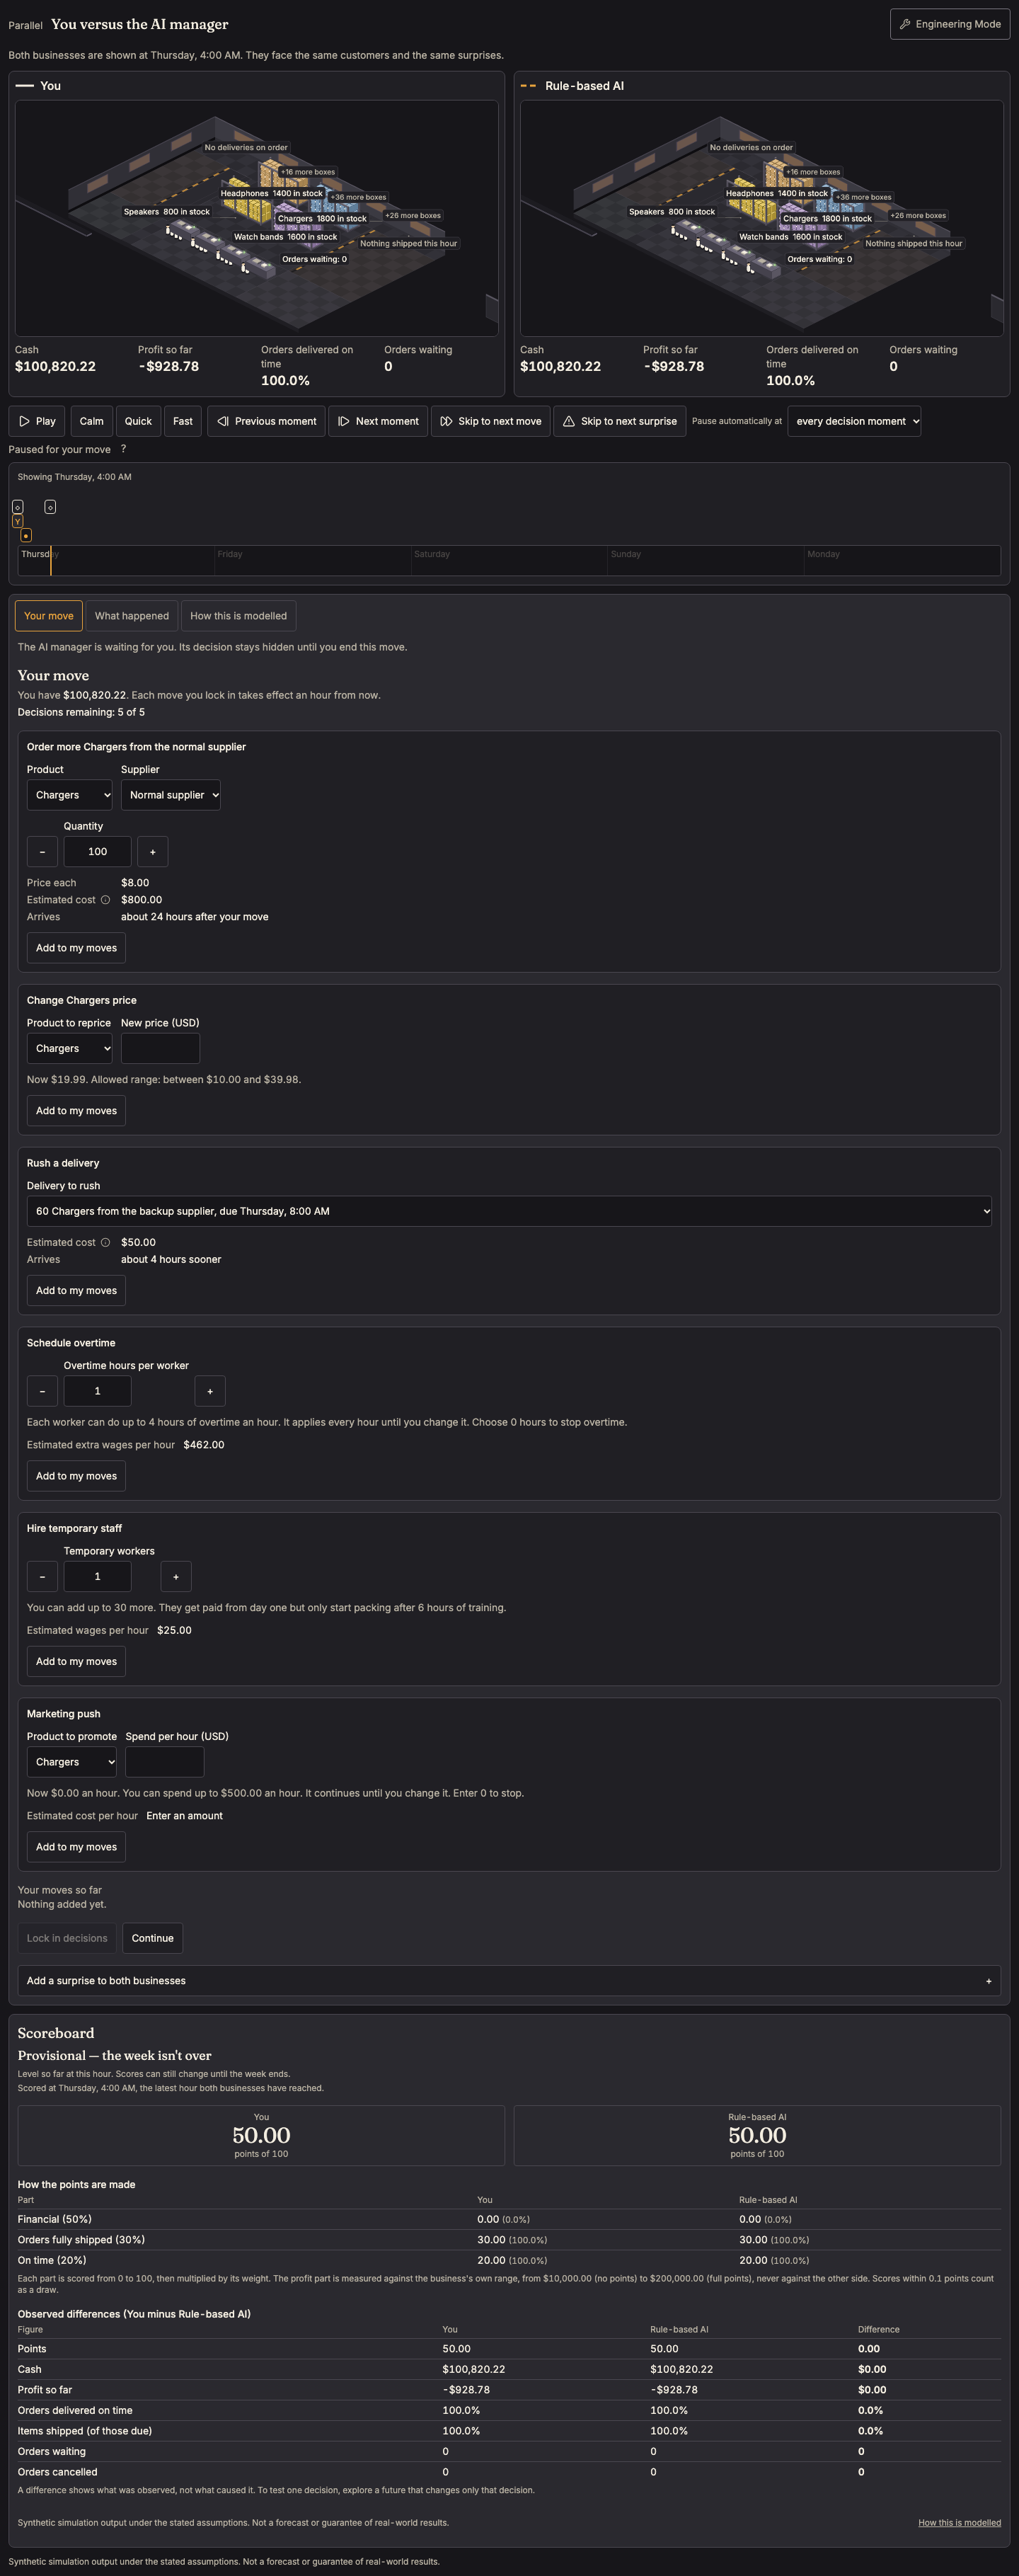 Parallel You versus the AI manager
Engineering Mode
Both businesses are shown at Thursday, 4:00 AM. They face the same customers and the same surprises.
You
No deliveries on order
+16 more boxes
Headphones 1400 in stock
+36 more boxes
Speakers 800 in stock
Chargers 1800 in stock
+26 more boxes
Watch bands 1600 in stock
Nothing shipped this hour
Orders waiting: 0
Cash
$100,820.22
Profit so far
-$928.78
Orders delivered on time
100.0%
Orders waiting
0
Rule-based AI
No deliveries on order
+16 more boxes
Headphones 1400 in stock
+36 more boxes
Speakers 800 in stock
Chargers 1800 in stock
+26 more boxes
Watch bands 1600 in stock
Nothing shipped this hour
Orders waiting: 0
Cash
$100,820.22
Profit so far
-$928.78
Orders delivered on time
100.0%
Orders waiting
0
Play
Calm
Quick
Fast
Previous moment
Next moment
Skip to next move
Skip to next surprise
Pause automatically at
every decision moment
Paused for your move ?
Showing Thursday, 4:00 AM
Y
Thursday
Friday
Saturday
Sunday
Monday
Your move
What happened
How this is modelled
The AI manager is waiting for you. Its decision stays hidden until you end this move.
Your move
You have $100,820.22. Each move you lock in takes effect an hour from now.
Decisions remaining: 5 of 5
Order more Chargers from the normal supplier
Product
Supplier
Chargers
Normal supplier
Quantity
−
100
+
Price each $8.00
Estimated cost $800.00
Arrives about 24 hours after your move
Add to my moves
Change Chargers price
Product to reprice
New price (USD)
Chargers
Now $19.99. Allowed range: between $10.00 and $39.98.
Add to my moves
Rush a delivery
Delivery to rush
60 Chargers from the backup supplier, due Thursday, 8:00 AM
Estimated cost $50.00
Arrives about 4 hours sooner
Add to my moves
Schedule overtime
Overtime hours per worker
−
1
+
Each worker can do up to 4 hours of overtime an hour. It applies every hour until you change it. Choose 0 hours to stop overtime.
Estimated extra wages per hour $462.00
Add to my moves
Hire temporary staff
Temporary workers
−
1
+
You can add up to 30 more. They get paid from day one but only start packing after 6 hours of training.
Estimated wages per hour $25.00
Add to my moves
Marketing push
Product to promote
Spend per hour (USD)
Chargers
Now $0.00 an hour. You can spend up to $500.00 an hour. It continues until you change it. Enter 0 to stop.
Estimated cost per hour Enter an amount
Add to my moves
Your moves so far
Nothing added yet.
Lock in decisions
Continue
Add a surprise to both businesses
+
Scoreboard
Provisional — the week isn't over
Level so far at this hour. Scores can still change until the week ends.
Scored at Thursday, 4:00 AM, the latest hour both businesses have reached.
You
50.00
points of 100
Rule-based AI
50.00
points of 100
How the points are made
Part You Rule-based AI
Financial (50%) 0.00 (0.0%) 0.00 (0.0%)
Orders fully shipped (30%) 30.00 (100.0%) 30.00 (100.0%)
On time (20%) 20.00 (100.0%) 20.00 (100.0%)
Each part is scored from 0 to 100, then multiplied by its weight. The profit part is measured against the business's own range, from $10,000.00 (no points) to $200,000.00 (full points), never against the other side. Scores within 0.1 points count
as a draw.
Observed differences (You minus Rule-based AI)
Figure You Rule-based AI Difference
Points 50.00 50.00 0.00
Cash $100,820.22 $100,820.22 $0.00
Profit so far -$928.78 -$928.78 $0.00
Orders delivered on time 100.0% 100.0% 0.0%
Items shipped (of those due) 100.0% 100.0% 0.0%
Orders waiting 0 0 0
Orders cancelled 0 0 0
A difference shows what was observed, not what caused it. To test one decision, explore a future that changes only that decision.
Synthetic simulation output under the stated assumptions. Not a forecast or guarantee of real-world results.
How this is modelled
Synthetic simulation output under the stated assumptions. Not a forecast or guarantee of real-world results.